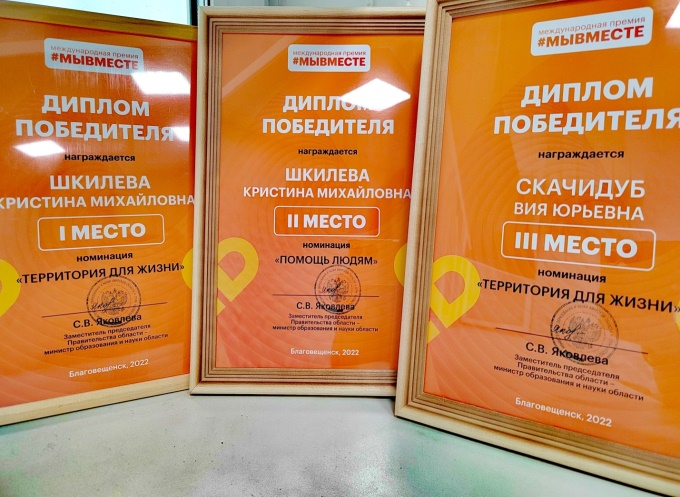 международная премия
#МЫВМЕСТЕ
ДИПЛОМ
ПОБЕДИТЕЛЯ
награждается
ШКИЛЕВА
КРИСТИНА МИХАЙЛОВНА
I МЕСТО
номинация
«ТЕРРИТОРИЯ ДЛЯ ЖИЗНИ»
С.В. Яковлева
Заместитель председателя
Правительства области –
министр образования и науки области
Благовещенск, 2022
международная премия
#МЫВМЕСТЕ
ДИПЛОМ
ПОБЕДИТЕЛЯ
награждается
ШКИЛЕВА
КРИСТИНА МИХАЙЛОВНА
II МЕСТО
номинация
«ПОМОЩЬ ЛЮДЯМ»
С.В. Яковлева
Заместитель председателя
Правительства области –
министр образования и науки области
Благовещенск, 2022
международная премия
#МЫВМЕСТЕ
ДИПЛОМ
ПОБЕДИТЕЛЯ
награждается
СКАЧИДУБ
ВИЯ ЮРЬЕВНА
III МЕСТО
номинация
«ТЕРРИТОРИЯ ДЛЯ ЖИЗНИ»
С.В. Яковлева
Заместитель председателя
Правительства области –
министр образования и науки области
Благовещенск, 2022